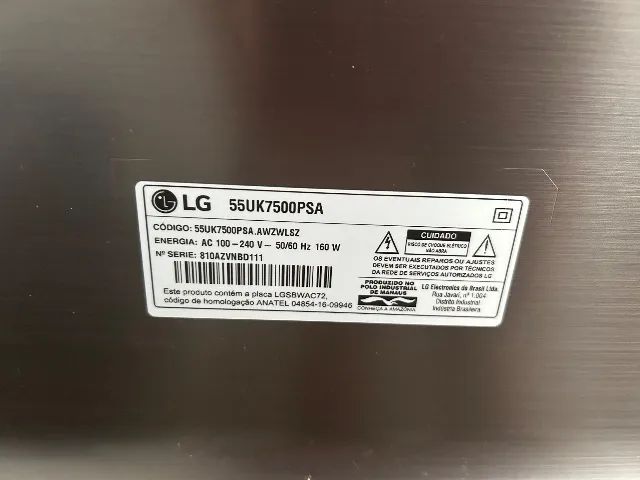 LG 55UK7500PSA
CÓDIGO: 55UK7500PSA.AWZWLSZ
ENERGIA: AC 100-240 V ~ 50/60 Hz 160 W
Nº SERIE: 810AZVNBD111
Este produto contém a placa LGSBWAC72,
código de homologação ANATEL 04854-16-09946
CUIDADO
RISCO DE CHOQUE ELÉTRICO
NÃO ABRA
OS EVENTUAIS REPAROS OU AJUSTES
DEVEM SER EXECUTADOS POR TÉCNICOS
DA REDE DE SERVIÇOS AUTORIZADOS LG
PRODUZIDO NO
POLO INDUSTRIAL
DE MANAUS
CONHEÇA A AMAZÔNIA
LG Electronics do Brasil Ltda.
Rua Javari, nº 1.004
Distrito Industrial
Indústria Brasileira